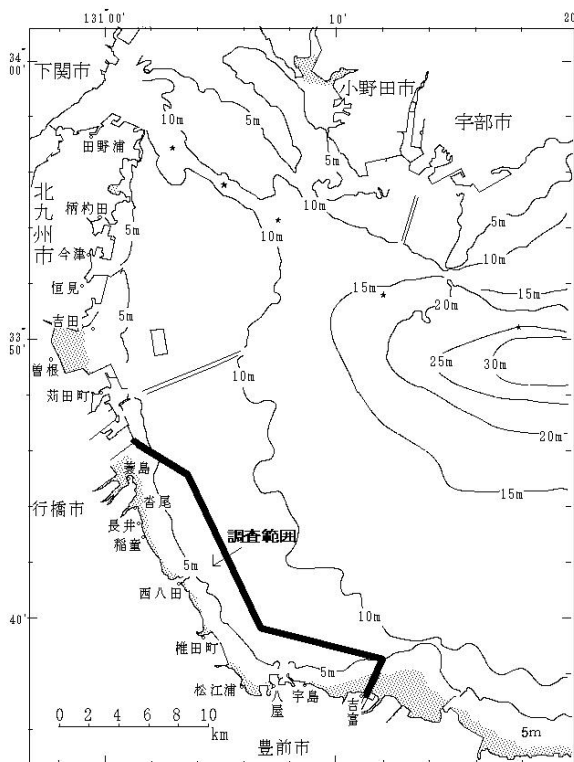 131 00'
10'
20
34
00'
下関市
小野田市
宇部市
10m
5m
5m
田野浦
10m
北九州市
柄杓田
5m
10m
5m
今津
10m
恒見
15m
20m
15m
吉田
5m
33
50'
25m
30m
曽根
10m
苅田町
20m
15m
蓑島
行橋市
沓尾
長井
稲童
調査範囲
5m
西八田
40'
10m
椎田町
5m
松江浦
八屋
宇島
吉富
0 2 4 6 8 10
km
5m
豊前市